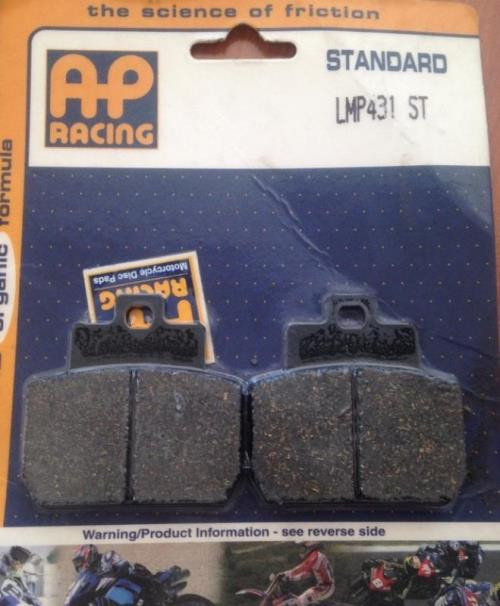 the science of friction
AP
RACING
STANDARD
LMP431 ST
organic formula
Motorcycle Disc Pads
RACING
Warning/Product Information - see reverse side